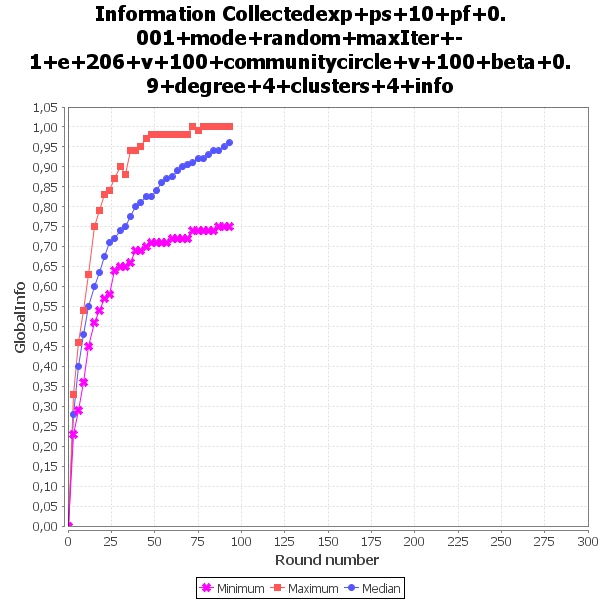 Information Collectedexp+ps+10+pf+0.
001+mode+random+maxIter+-
1+e+206+v+100+communitycircle+v+100+beta+0.
9+degree+4+clusters+4+info
1,05
1,00
0,95
0,90
0,85
0,80
0,75
0,70
0,65
0,60
0,55
0,50
0,45
0,40
0,35
0,30
0,25
0,20
0,15
0,10
0,05
0,00
GlobalInfo
0 25 50 75 100 125 150 175 200 225 250 275 300
Round number
Minimum Maximum Median